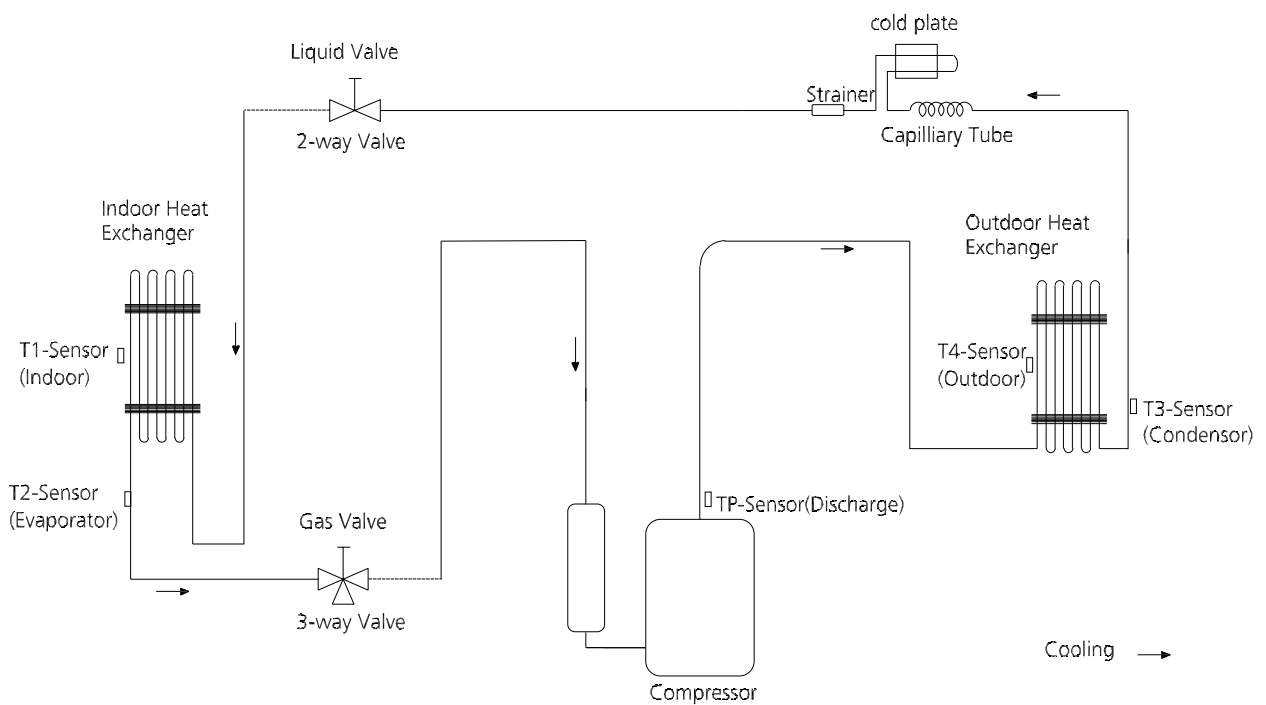 cold plate
Liquid Valve
Strainer
2-way Valve
Capilliary Tube
Indoor Heat
Exchanger
Outdoor Heat
Exchanger
T1-Sensor
(Indoor)
T4-Sensor
(Outdoor)
T3-Sensor
(Condensor)
T2-Sensor
(Evaporator)
TP-Sensor(Discharge)
Gas Valve
3-way Valve
Cooling
Compressor